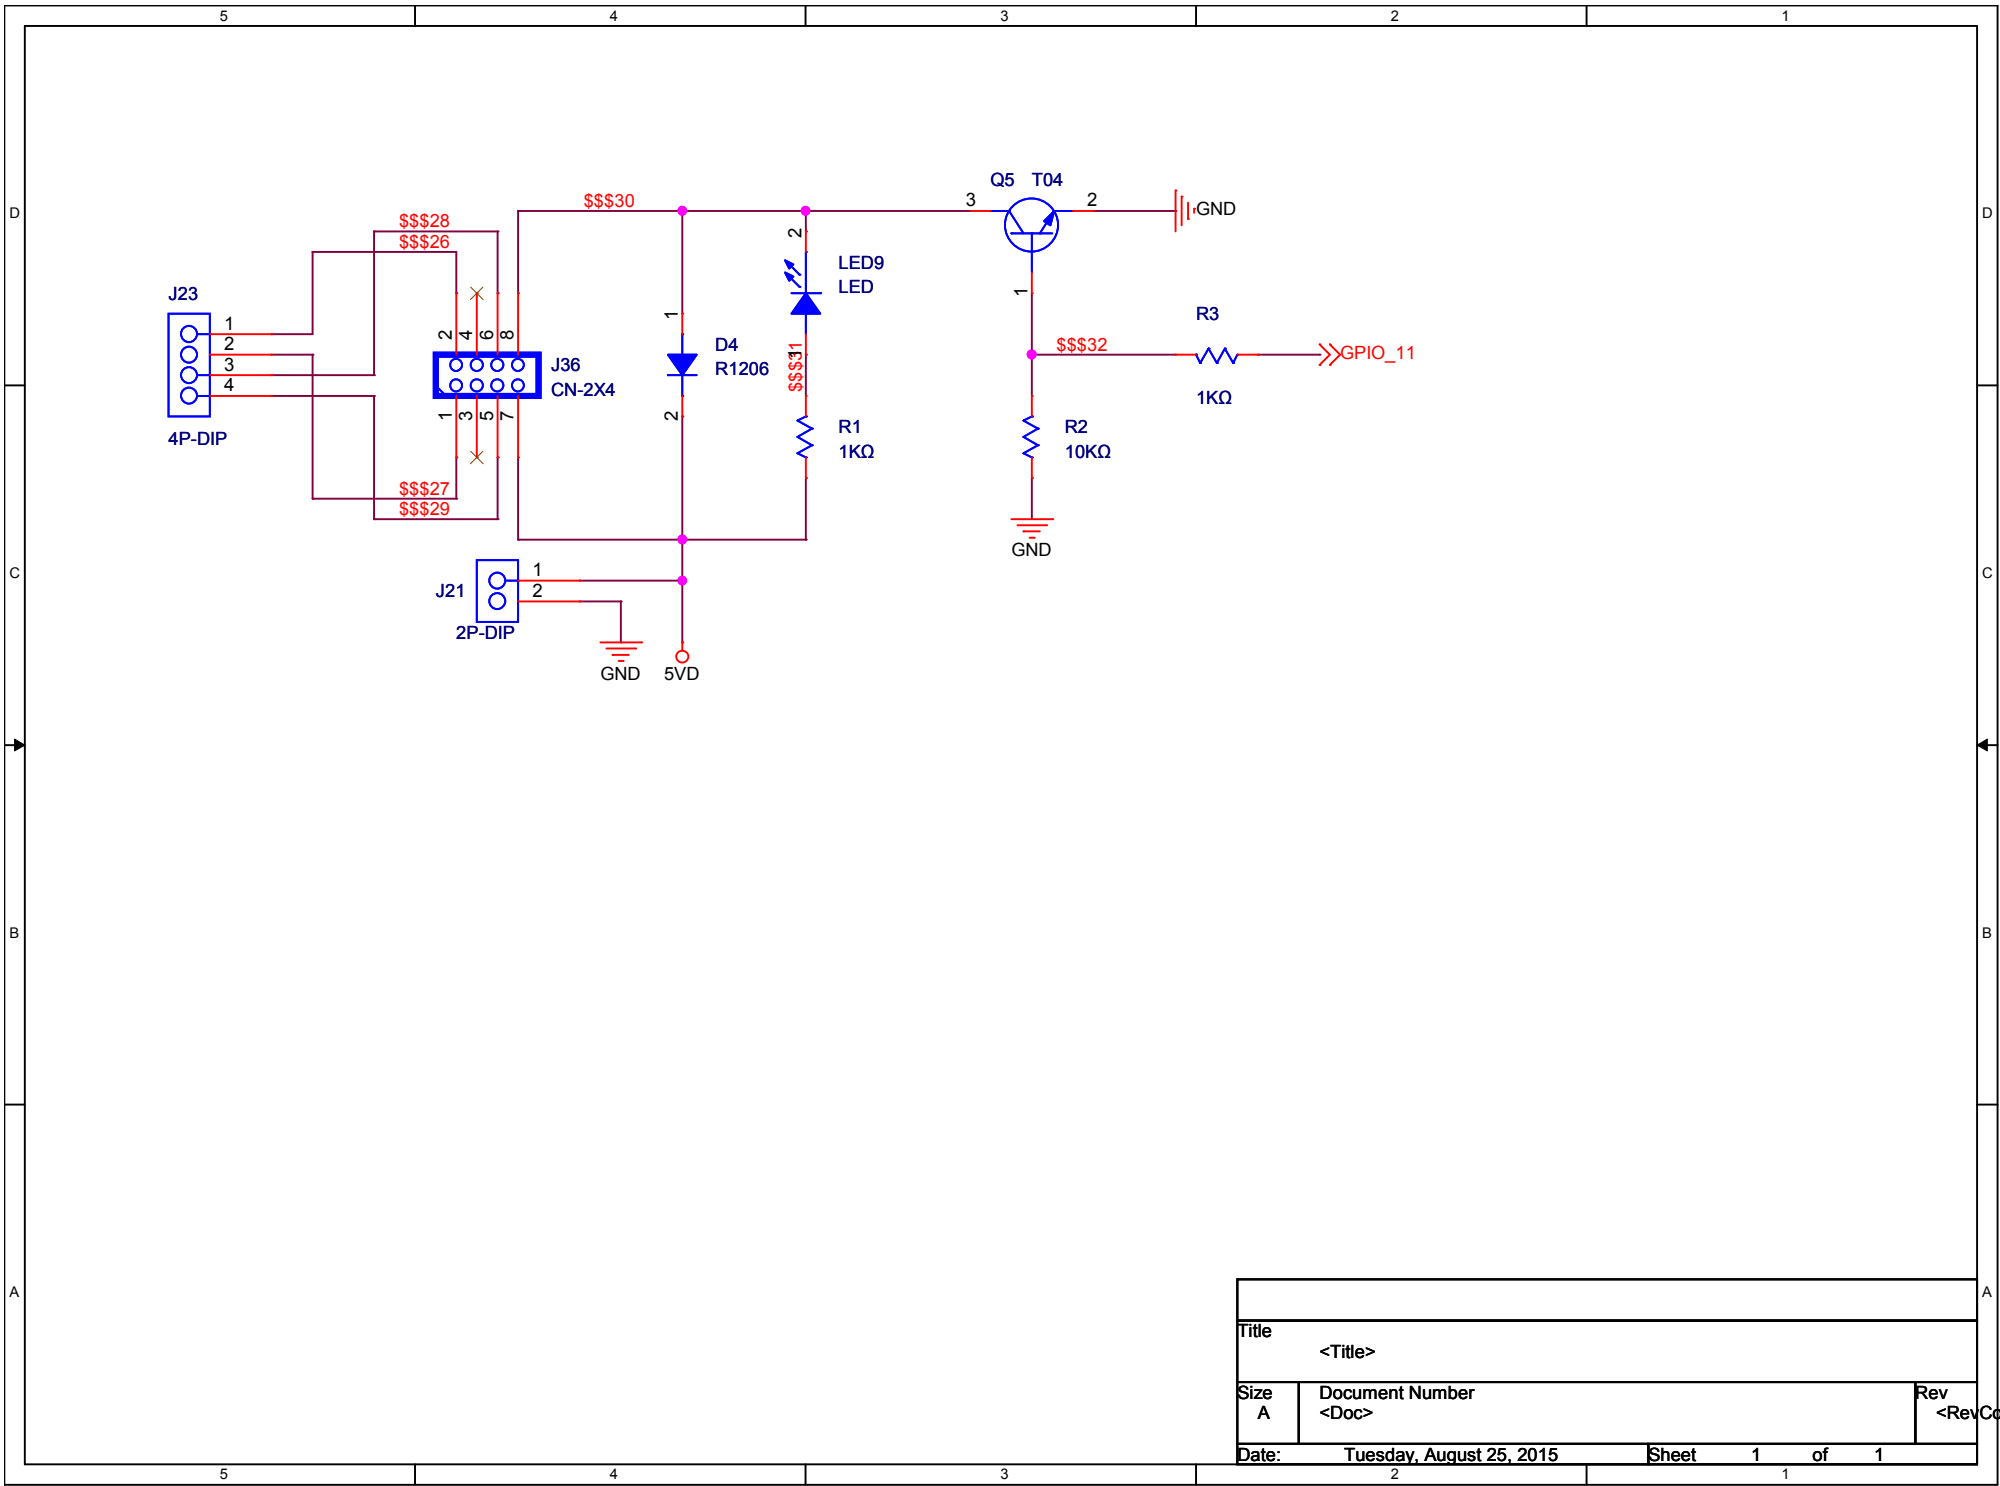 5 4 3 2 1
D D
C C
B B
A A
Q5 T04
3 2
GND
1
$$$30
$$$28
$$$26
J23
1
2
3
4
4P-DIP
2 4 6 8
J36
CN-2X4
1 3 5 7
$$$27
$$$29
1
D4
R1206
2
2
LED9
LED
1
$$$31
R1
1KΩ
$$$32
R3
1KΩ
GPIO_11
R2
10KΩ
GND
J21
1
2
2P-DIP
GND
5VD
Title
<Title>
Size
A
Document Number
<Doc>
Rev
<RevCo
Date: Tuesday, August 25, 2015
Sheet 1 of 1
5 4 3 2 1